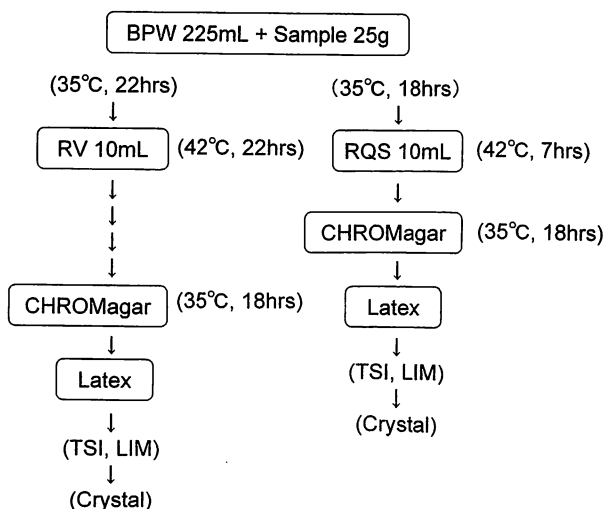 BPW 225mL + Sample 25g
(35℃, 22hrs)
RV 10mL (42℃, 22hrs)
CHROMagar (35℃, 18hrs)
Latex
(TSI, LIM)
(Crystal)
(35℃, 18hrs)
RQS 10mL (42℃, 7hrs)
CHROMagar (35℃, 18hrs)
Latex
(TSI, LIM)
(Crystal)